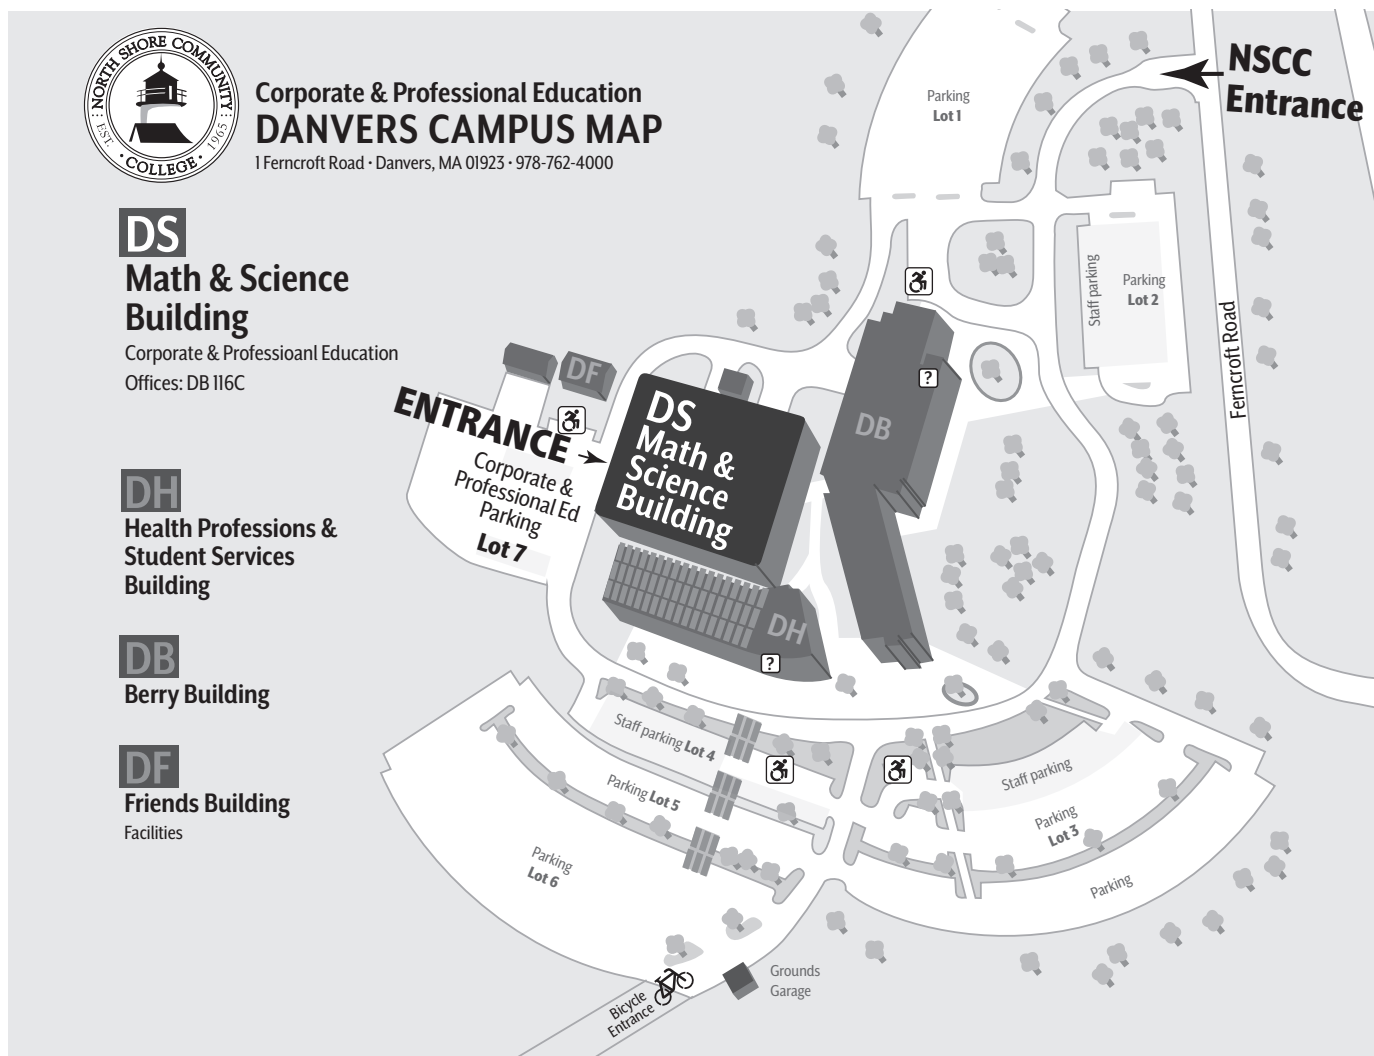 NORTH SHORE COMMUNITY
COLLEGE
EST. 1965
Corporate & Professional Education
DANVERS CAMPUS MAP
1 Ferncroft Road • Danvers, MA 01923 • 978-762-4000
DS
Math & Science
Building
Corporate & Professioanl Education
Offices: DB 116C
DH
Health Professions &
Student Services
Building
DB
Berry Building
DF
Friends Building
Facilities
NSCC
Entrance
Parking
Lot 1
Staff parking
Parking
Lot 2
Ferncroft Road
DF
ENTRANCE
Corporate &
Professional Ed
Parking
Lot 7
DS
Math &
Science
Building
DB
?
DH
?
Staff parking Lot 4
Parking Lot 5
Parking
Lot 6
Staff parking
Parking
Lot 3
Parking
Grounds
Garage
Bicycle
Entrance